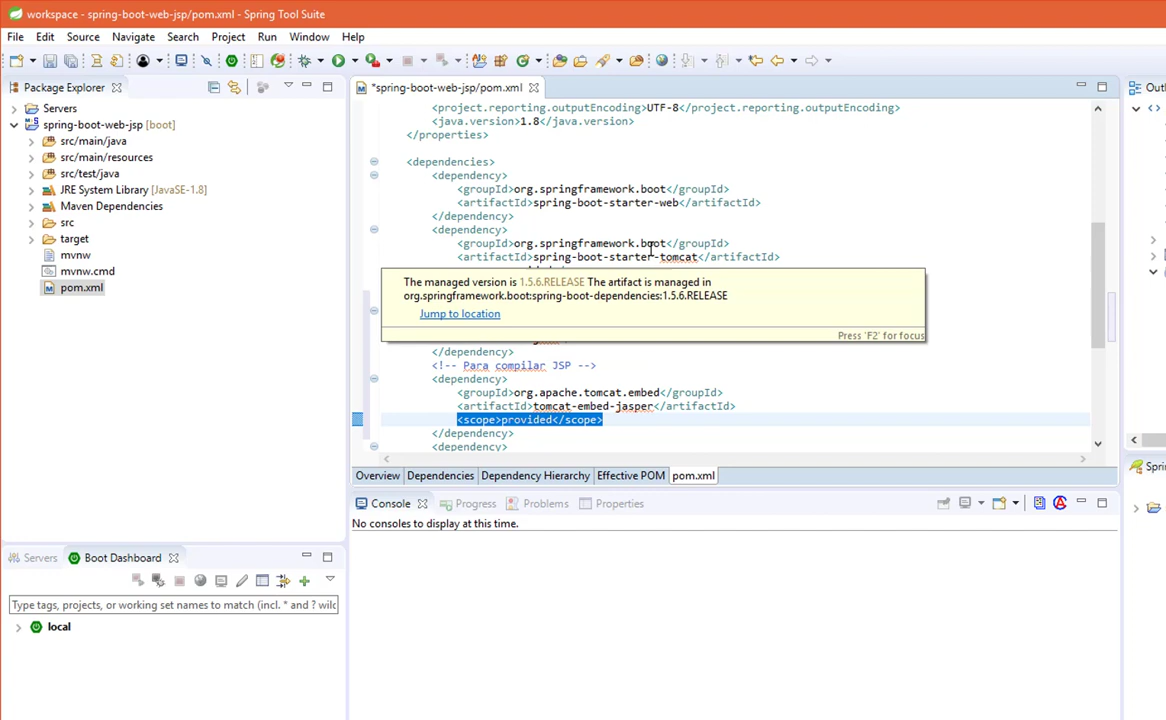 workspace - spring-boot-web-jsp/pom.xml - Spring Tool Suite
File Edit Source Navigate Search Project Run Window Help
Package Explorer
Servers
spring-boot-web-jsp [boot]
src/main/java
src/main/resources
src/test/java
JRE System Library [JavaSE-1.8]
Maven Dependencies
src
target
mvnw
mvnw.cmd
pom.xml
*spring-boot-web-jsp/pom.xml
<project.reporting.outputEncoding>UTF-8</project.reporting.outputEncoding>
<java.version>1.8</java.version>
</properties>
<dependencies>
<dependency>
<groupId>org.springframework.boot</groupId>
<artifactId>spring-boot-starter-web</artifactId>
</dependency>
<dependency>
<groupId>org.springframework.boot</groupId>
<artifactId>spring-boot-starter-tomcat</artifactId>
The managed version is 1.5.6.RELEASE The artifact is managed in
org.springframework.boot:spring-boot-dependencies:1.5.6.RELEASE
Jump to location
Press 'F2' for focus
</dependency>
<!-- Para compilar JSP -->
<dependency>
<groupId>org.apache.tomcat.embed</groupId>
<artifactId>tomcat-embed-jasper</artifactId>
<scope>provided</scope>
</dependency>
<dependency>
Overview Dependencies Dependency Hierarchy Effective POM pom.xml
Console Progress Problems Properties
No consoles to display at this time.
Servers Boot Dashboard
Type tags, projects, or working set names to match (incl. * and ? wild
local
Outl
Spri